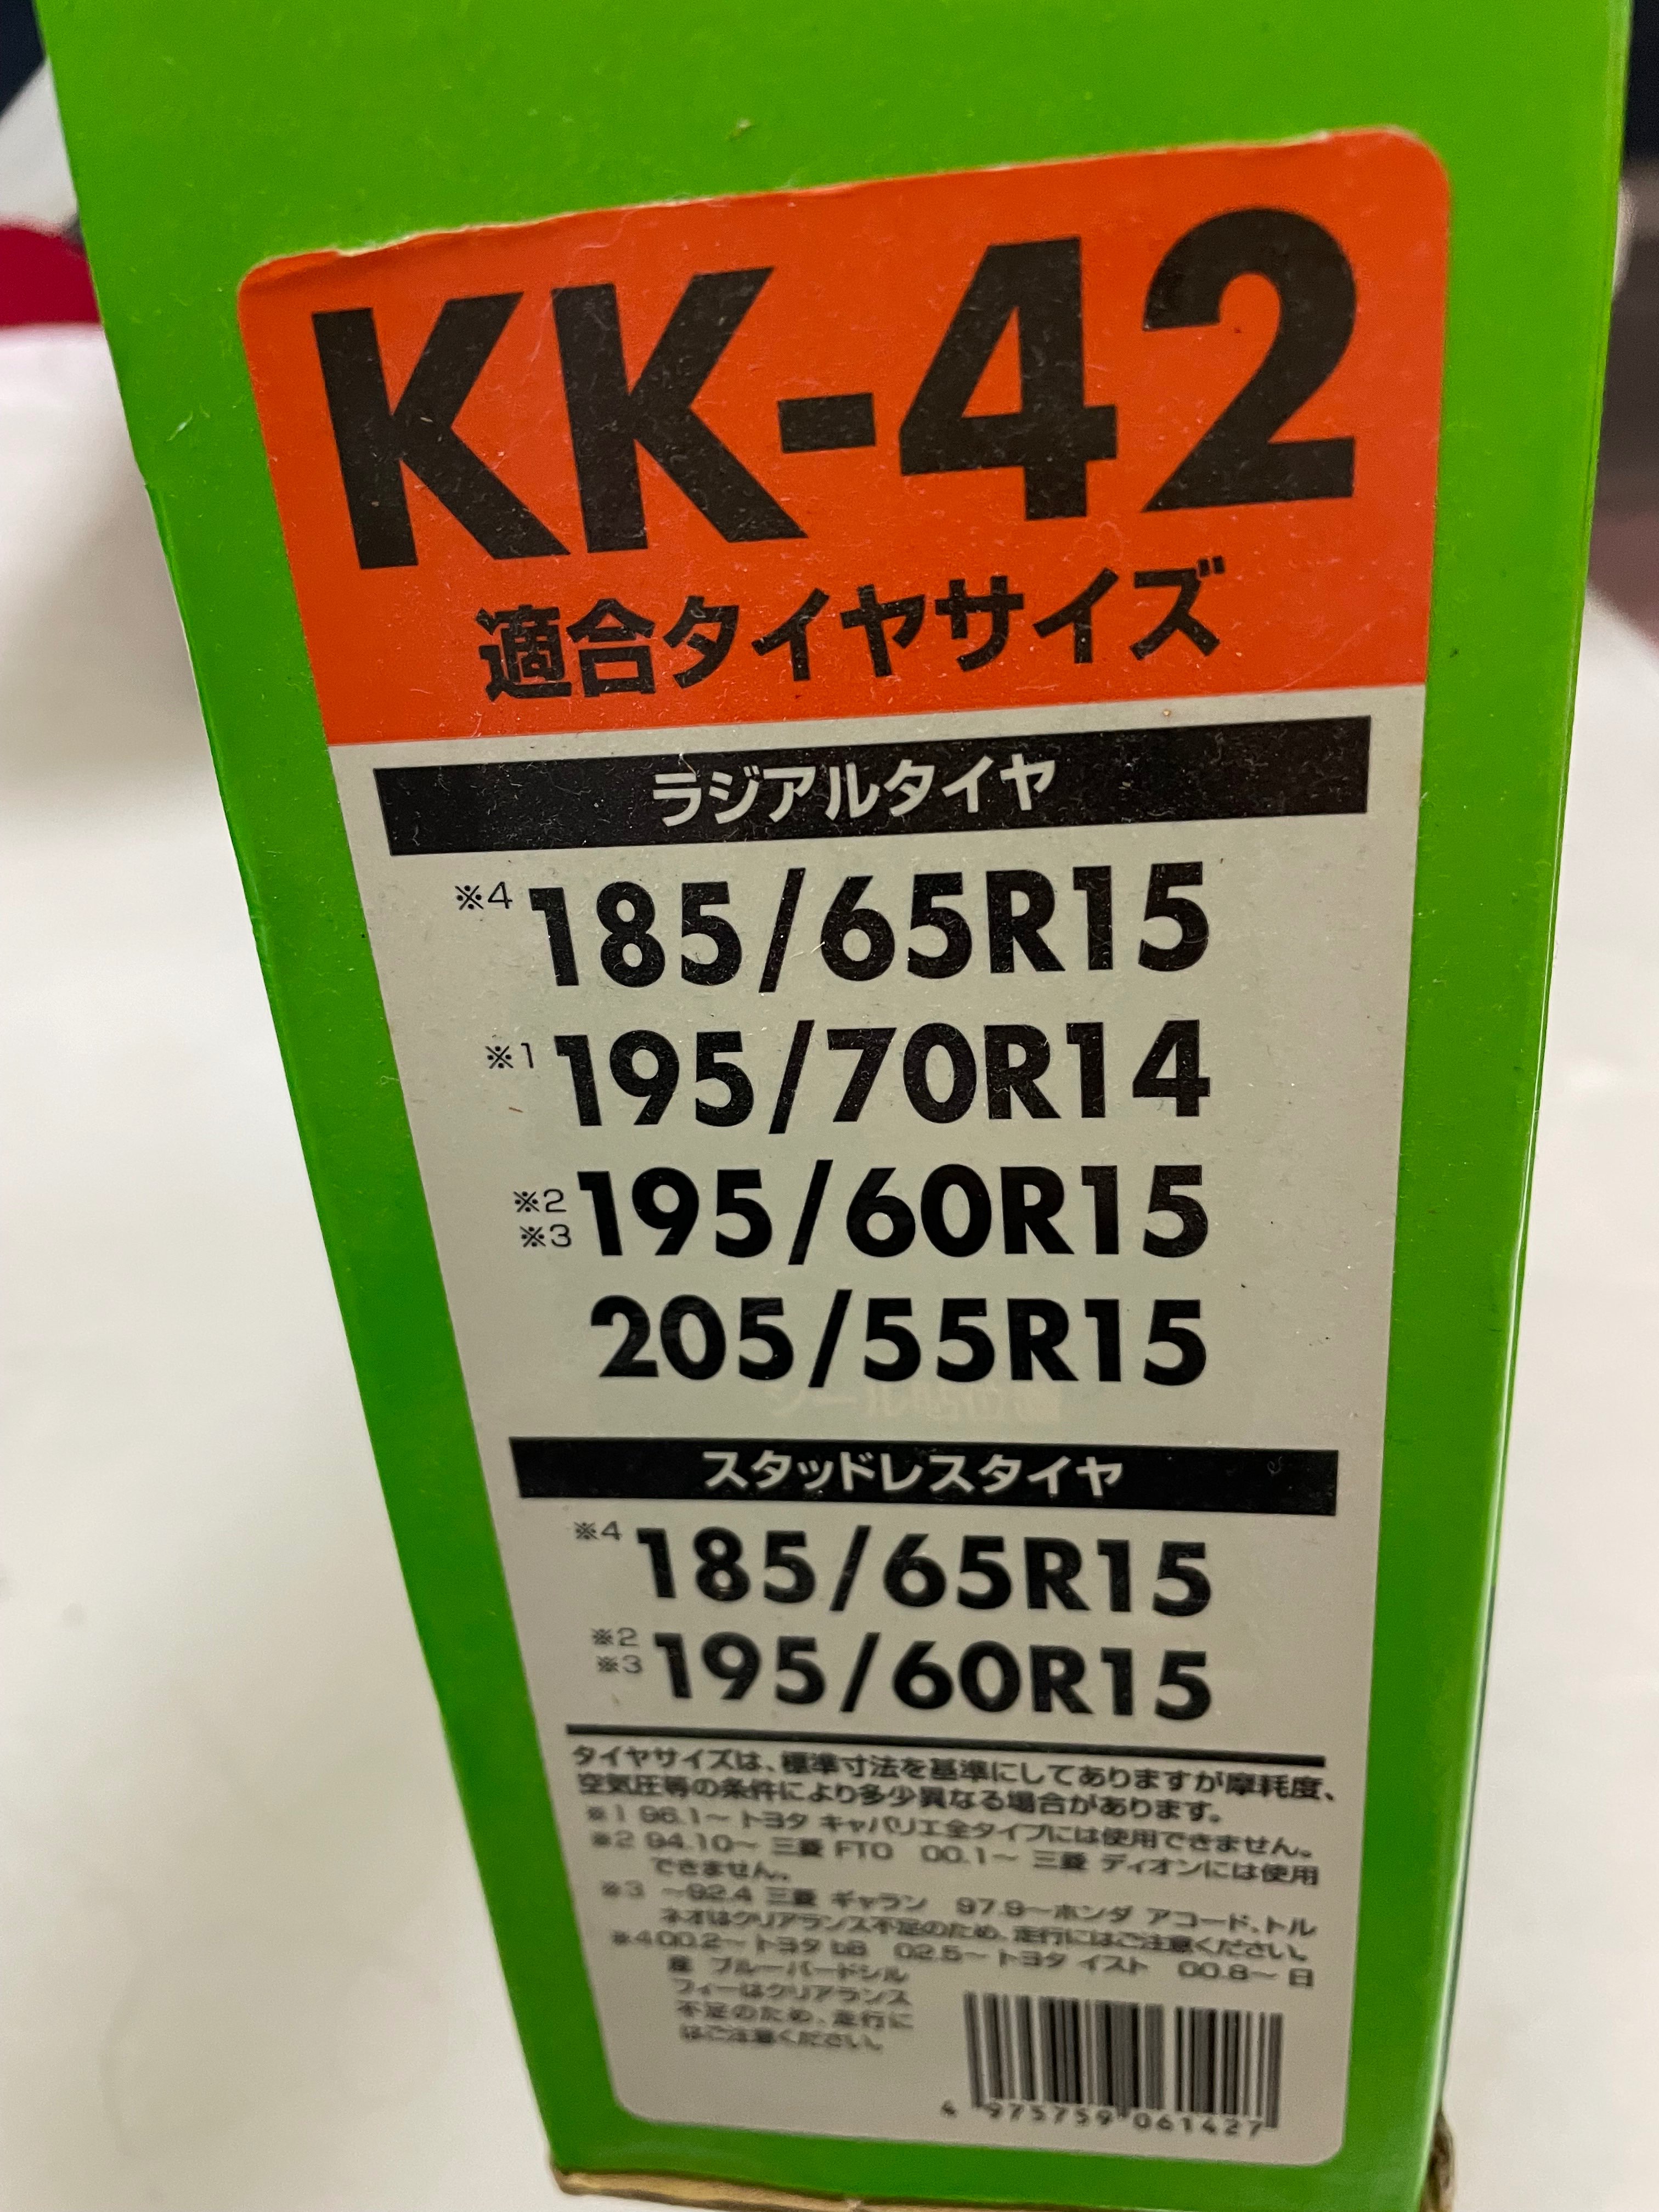 KK-42
適合タイヤサイズ
ラジアルタイヤ
※4 185/65R15
※1 195/70R14
※2 ※3 195/60R15
205/55R15
スタッドレスタイヤ
※4 185/65R15
※2 ※3 195/60R15
タイヤサイズは、標準寸法を基準にしてありますが摩耗度、
空気圧等の条件により多少異なる場合があります。
※1 96.1〜 トヨタ キャバリエ全タイプには使用できません。
※2 94.10〜 三菱 FTO 00.1〜 三菱 ディオンには使用
できません。
※3 〜92.4 三菱 ギャラン 97.9〜ホンダ アコード、トル
ネオはクリアランス不足のため、走行にはご注意ください。
※4 00.2〜 トヨタ bB 02.5〜 トヨタ イスト 00.8〜 日
産 ブルーバードシル
フィーはクリアランス
不足のため、走行に
はご注意ください。
4 975759 061427